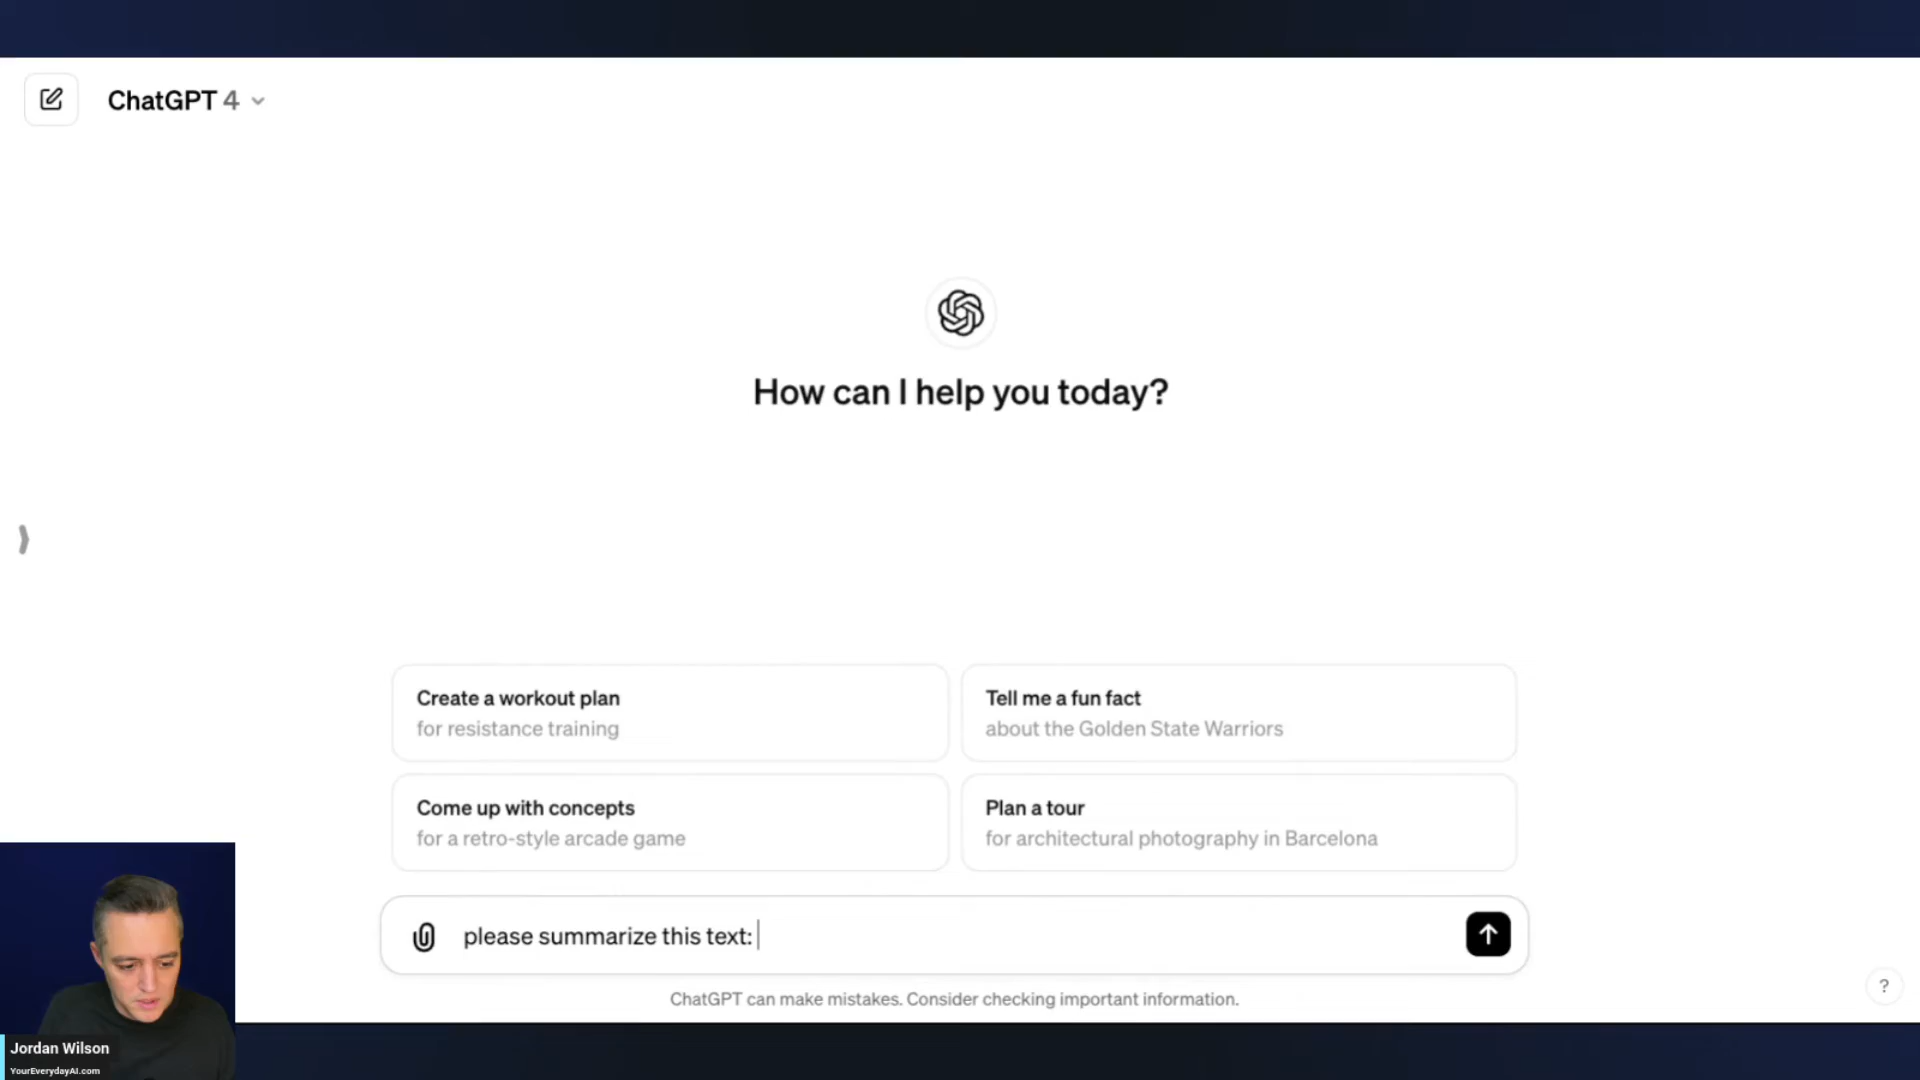 ChatGPT 4
How can I help you today?
Create a workout plan
for resistance training
Tell me a fun fact
about the Golden State Warriors
Come up with concepts
for a retro-style arcade game
Plan a tour
for architectural photography in Barcelona
please summarize this text:
ChatGPT can make mistakes. Consider checking important information.
?
Jordan Wilson
YourEverydayAI.com